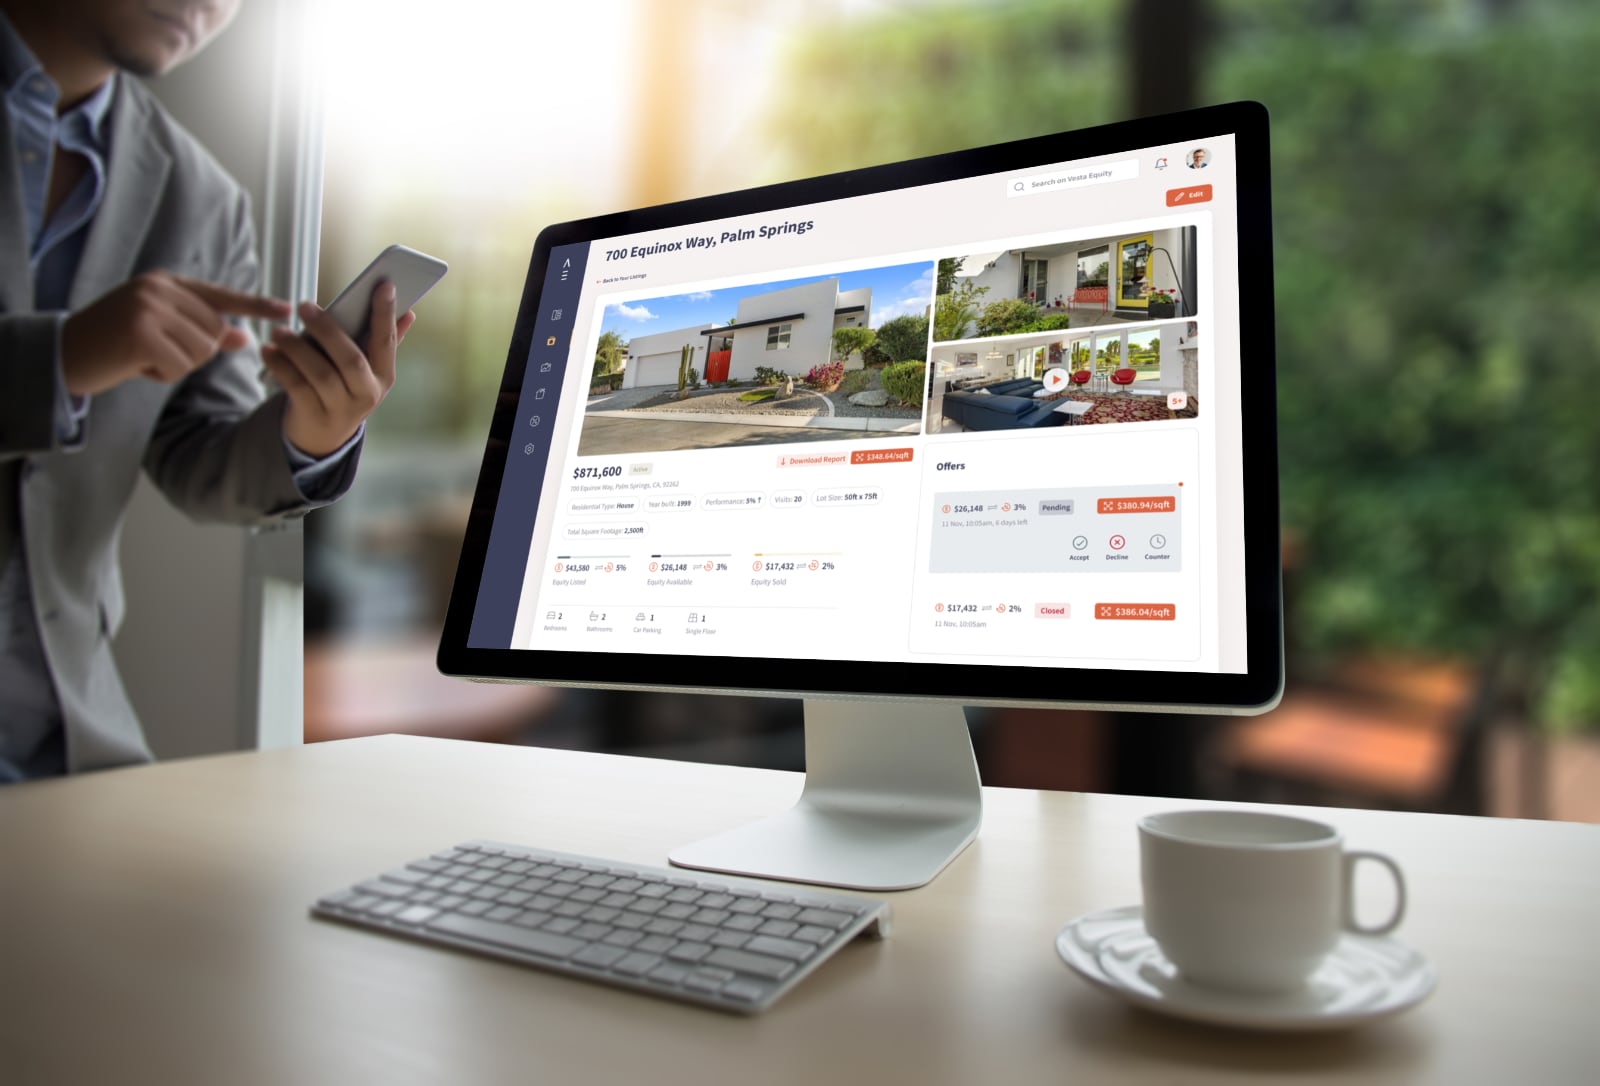 Search on Vesta Equity
Edit
700 Equinox Way, Palm Springs
← Back to Your Listings
5+
$871,600 Active
Download Report $348.64/sqft
700 Equinox Way, Palm Springs, CA, 92262
Residential Type: House Year built: 1999 Performance: 5% ↑ Visits: 20 Lot Size: 50ft x 75ft
Total Square Footage: 2,500ft
$43,580 5% $26,148 3% $17,432 2%
Equity Listed Equity Available Equity Sold
2 2 1 1
Bedrooms Bathrooms Car Parking Single Floor
Offers
$26,148 3% Pending $380.94/sqft
11 Nov, 10:05am, 6 days left
Accept Decline Counter
$17,432 2% Closed $386.04/sqft
11 Nov, 10:05am